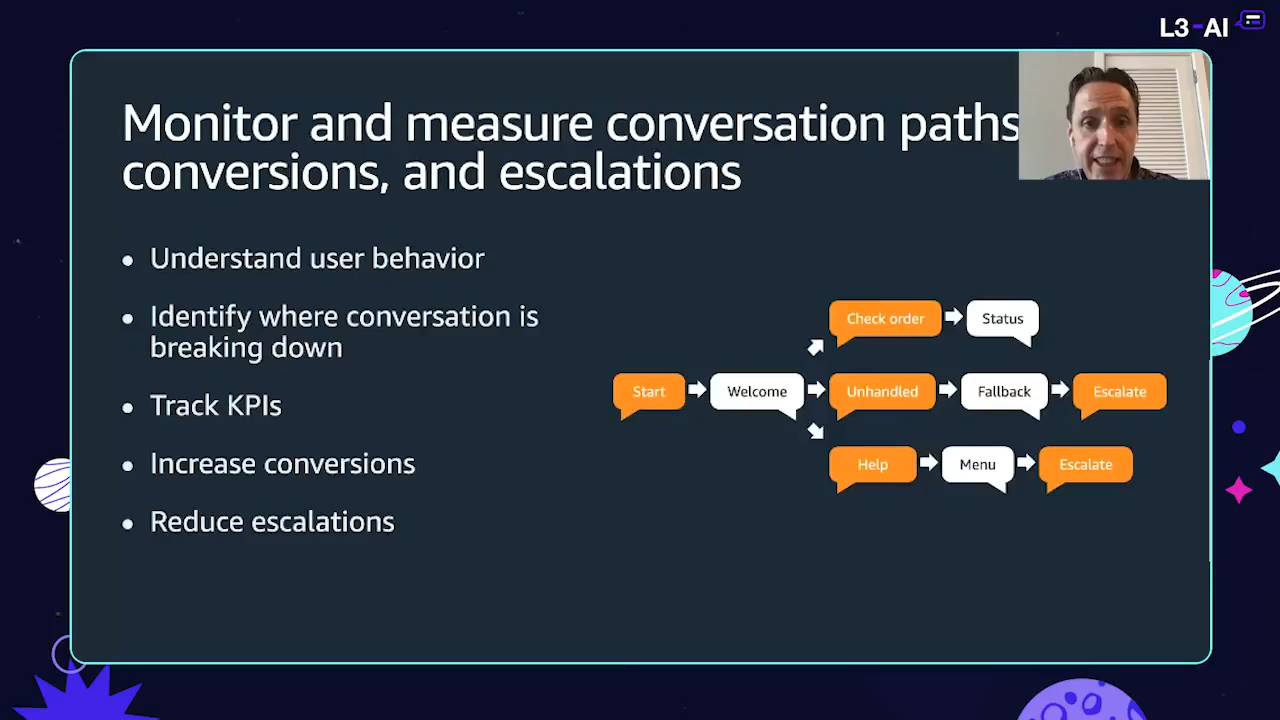 L3-AI
Monitor and measure conversation paths
conversions, and escalations
• Understand user behavior
• Identify where conversation is
breaking down
• Track KPIs
• Increase conversions
• Reduce escalations
Check order
Status
Start
Welcome
Unhandled
Fallback
Escalate
Help
Menu
Escalate